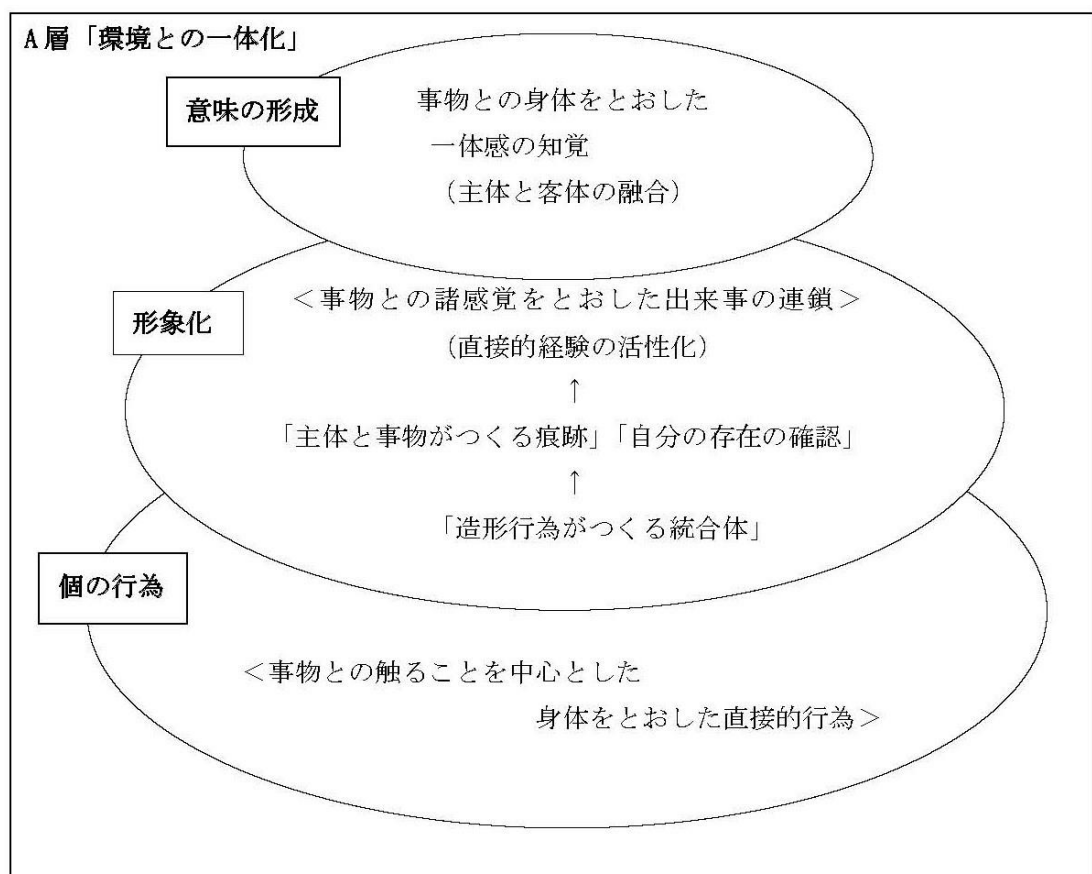 A層「環境との一体化」
意味の形成
事物との身体をとおした
一体感の知覚
（主体と客体の融合）
形象化
＜事物との諸感覚をとおした出来事の連鎖＞
（直接的経験の活性化）
↑
「主体と事物がつくる痕跡」「自分の存在の確認」
↑
「造形行為がつくる統合体」
個の行為
＜事物との触ることを中心とした
身体をとおした直接的行為＞